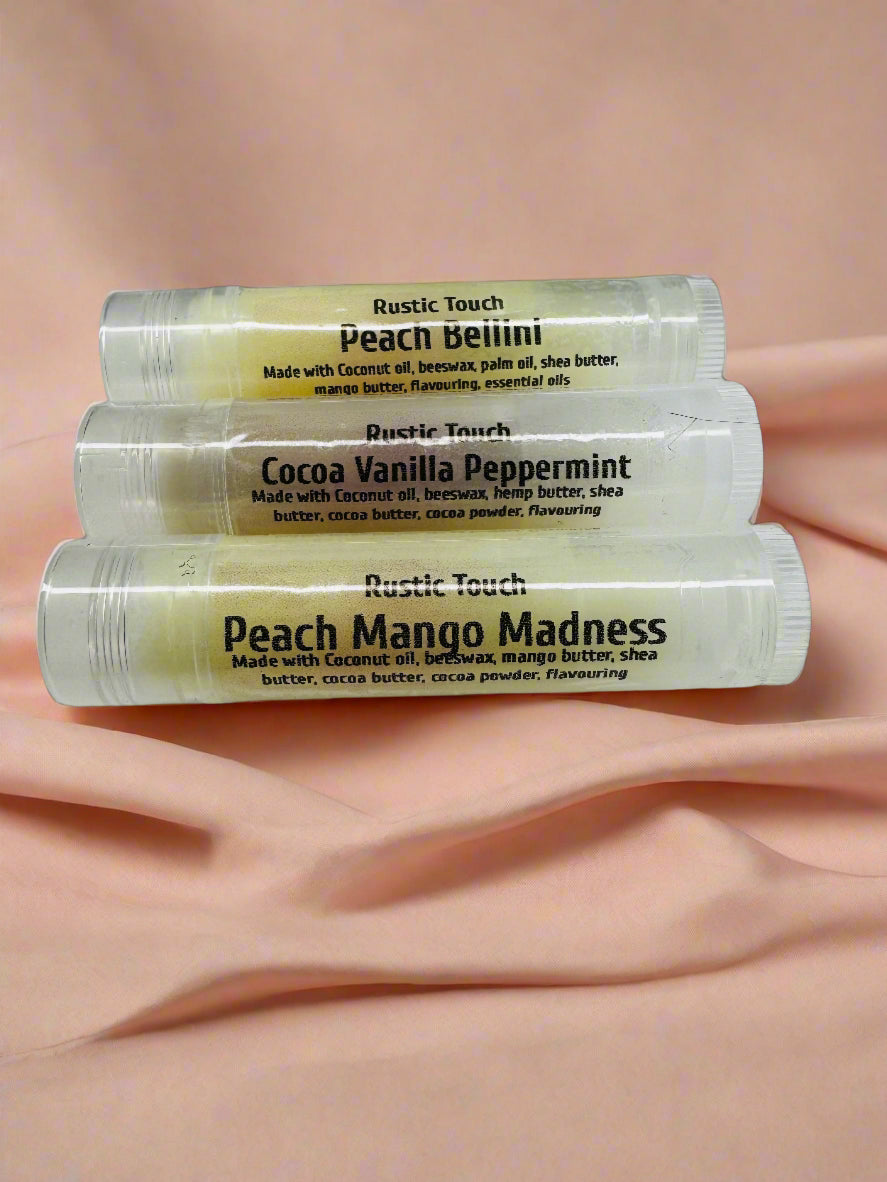 Rustic Touch
Peach Bellini
Made with Coconut oil, beeswax, palm oil, shea butter,
mango butter, flavouring, essential oils
Rustic Touch
Cocoa Vanilla Peppermint
Made with Coconut oil, beeswax, hemp butter, shea
butter, cocoa butter, cocoa powder, flavouring
Rustic Touch
Peach Mango Madness
Made with Coconut oil, beeswax, mango butter, shea
butter, cocoa butter, cocoa powder, flavouring